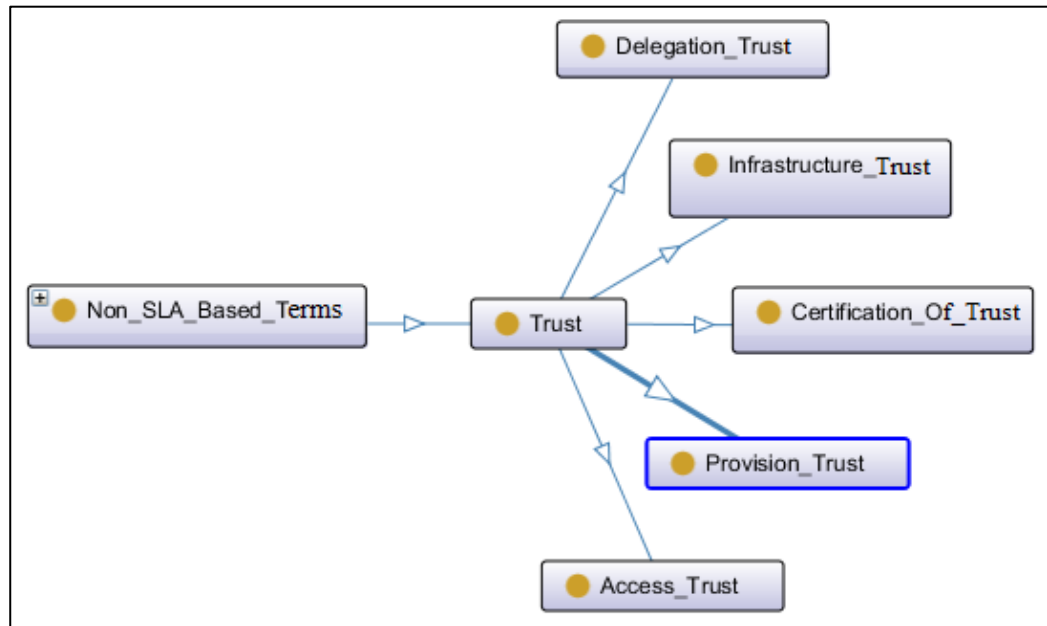 Delegation_Trust
Infrastructure_Trust
Non_SLA_Based_Terms
Trust
Certification_Of_Trust
Provision_Trust
Access_Trust